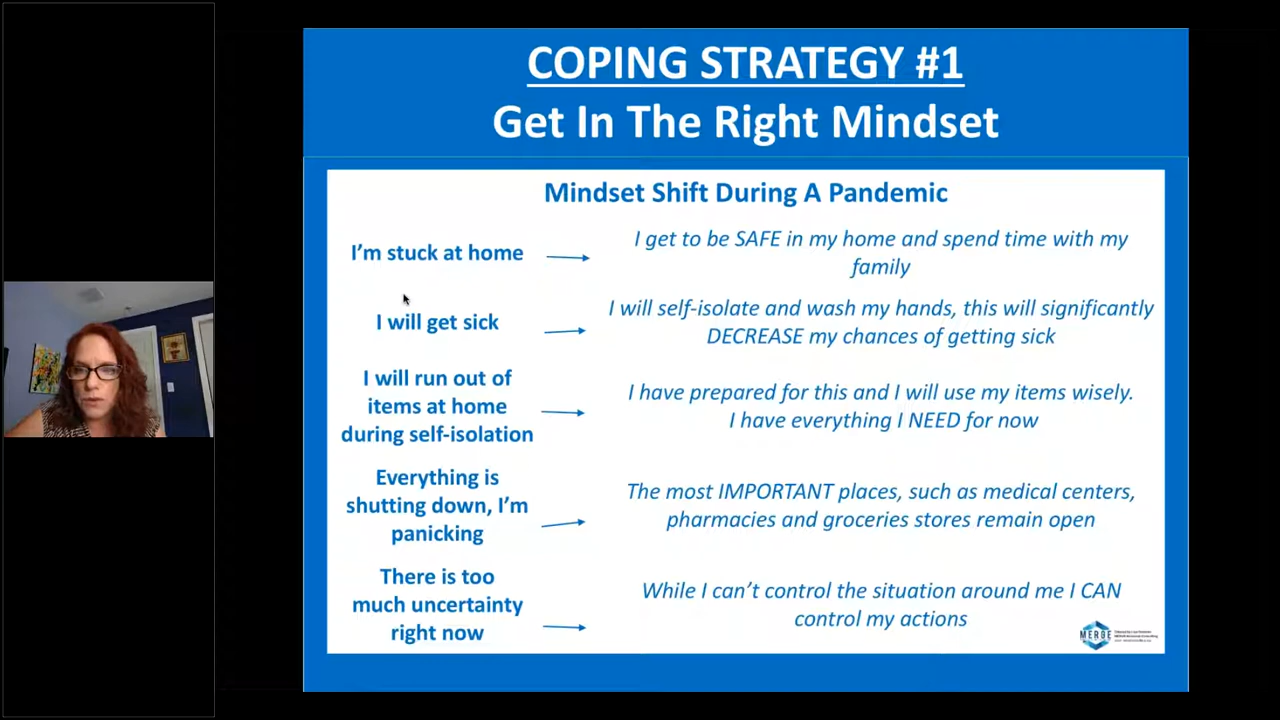 COPING STRATEGY #1
Get In The Right Mindset
Mindset Shift During A Pandemic
I'm stuck at home
I get to be SAFE in my home and spend time with my
family
I will get sick
I will self-isolate and wash my hands, this will significantly
DECREASE my chances of getting sick
I will run out of
items at home
during self-isolation
I have prepared for this and I will use my items wisely.
I have everything I NEED for now
Everything is
shutting down, I'm
panicking
The most IMPORTANT places, such as medical centers,
pharmacies and groceries stores remain open
There is too
much uncertainty
right now
While I can't control the situation around me I CAN
control my actions
MERGE